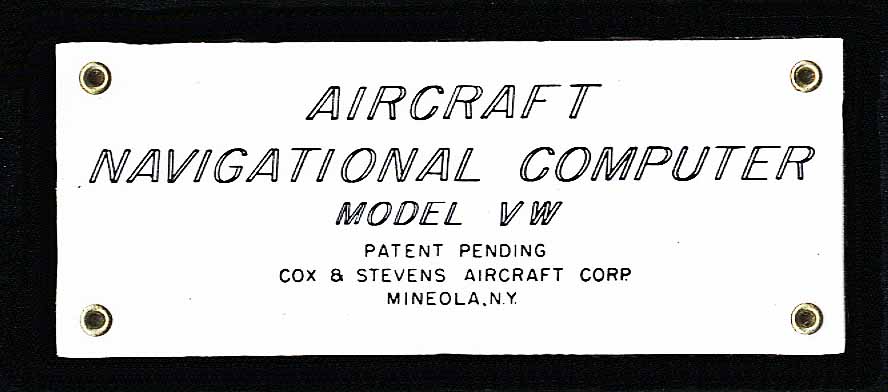 AIRCRAFT
NAVIGATIONAL COMPUTER
MODEL VW
PATENT PENDING
COX & STEVENS AIRCRAFT CORP.
MINEOLA, N.Y.